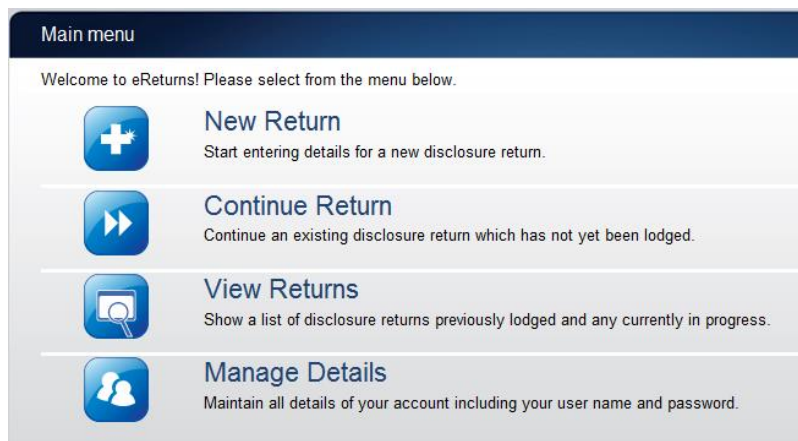 Main menu
Welcome to eReturns! Please select from the menu below.
New Return
Start entering details for a new disclosure return.
Continue Return
Continue an existing disclosure return which has not yet been lodged.
View Returns
Show a list of disclosure returns previously lodged and any currently in progress.
Manage Details
Maintain all details of your account including your user name and password.